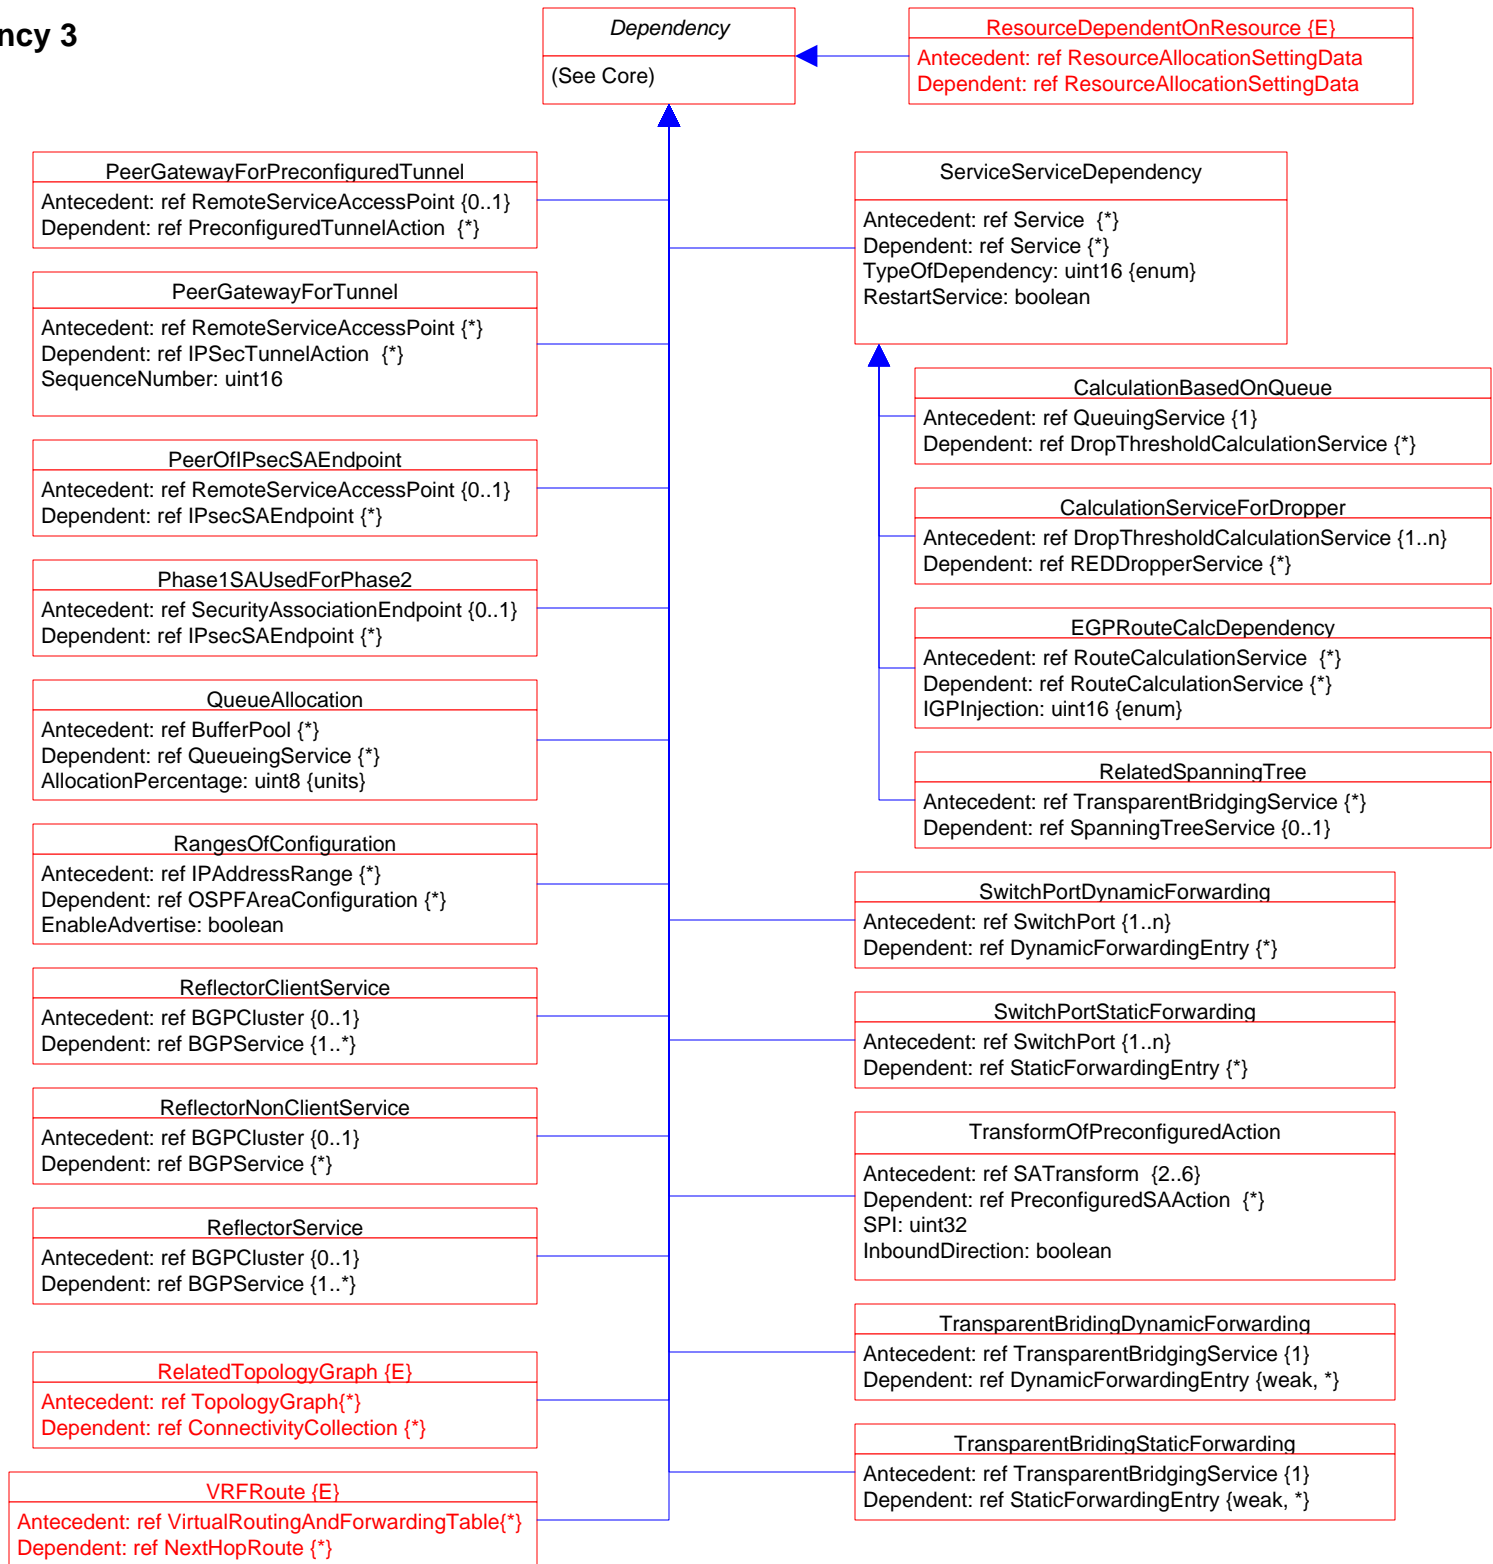 ncy 3
Dependency
(See Core)
ResourceDependentOnResource {E}
Antecedent: ref ResourceAllocationSettingData
Dependent: ref ResourceAllocationSettingData
PeerGatewayForPreconfiguredTunnel
Antecedent: ref RemoteServiceAccessPoint {0..1}
Dependent: ref PreconfiguredTunnelAction {*}
PeerGatewayForTunnel
Antecedent: ref RemoteServiceAccessPoint {*}
Dependent: ref IPSecTunnelAction {*}
SequenceNumber: uint16
PeerOfIPsecSAEndpoint
Antecedent: ref RemoteServiceAccessPoint {0..1}
Dependent: ref IPsecSAEndpoint {*}
Phase1SAUsedForPhase2
Antecedent: ref SecurityAssociationEndpoint {0..1}
Dependent: ref IPsecSAEndpoint {*}
QueueAllocation
Antecedent: ref BufferPool {*}
Dependent: ref QueueingService {*}
AllocationPercentage: uint8 {units}
RangesOfConfiguration
Antecedent: ref IPAddressRange {*}
Dependent: ref OSPFAreaConfiguration {*}
EnableAdvertise: boolean
ReflectorClientService
Antecedent: ref BGPCluster {0..1}
Dependent: ref BGPService {1..*}
ReflectorNonClientService
Antecedent: ref BGPCluster {0..1}
Dependent: ref BGPService {*}
ReflectorService
Antecedent: ref BGPCluster {0..1}
Dependent: ref BGPService {1..*}
RelatedTopologyGraph {E}
Antecedent: ref TopologyGraph{*}
Dependent: ref ConnectivityCollection {*}
VRFRoute {E}
Antecedent: ref VirtualRoutingAndForwardingTable{*}
Dependent: ref NextHopRoute {*}
ServiceServiceDependency
Antecedent: ref Service {*}
Dependent: ref Service {*}
TypeOfDependency: uint16 {enum}
RestartService: boolean
CalculationBasedOnQueue
Antecedent: ref QueuingService {1}
Dependent: ref DropThresholdCalculationService {*}
CalculationServiceForDropper
Antecedent: ref DropThresholdCalculationService {1..n}
Dependent: ref REDDropperService {*}
EGPRouteCalcDependency
Antecedent: ref RouteCalculationService {*}
Dependent: ref RouteCalculationService {*}
IGPInjection: uint16 {enum}
RelatedSpanningTree
Antecedent: ref TransparentBridgingService {*}
Dependent: ref SpanningTreeService {0..1}
SwitchPortDynamicForwarding
Antecedent: ref SwitchPort {1..n}
Dependent: ref DynamicForwardingEntry {*}
SwitchPortStaticForwarding
Antecedent: ref SwitchPort {1..n}
Dependent: ref StaticForwardingEntry {*}
TransformOfPreconfiguredAction
Antecedent: ref SATransform {2..6}
Dependent: ref PreconfiguredSAAction {*}
SPI: uint32
InboundDirection: boolean
TransparentBridingDynamicForwarding
Antecedent: ref TransparentBridgingService {1}
Dependent: ref DynamicForwardingEntry {weak, *}
TransparentBridingStaticForwarding
Antecedent: ref TransparentBridgingService {1}
Dependent: ref StaticForwardingEntry {weak, *}